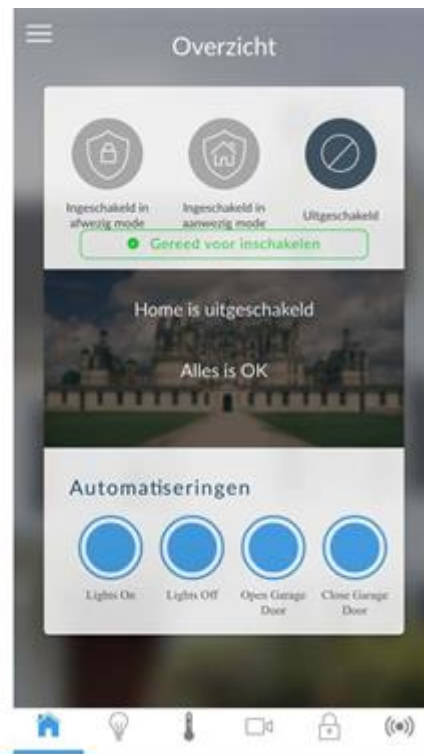 Overzicht
Ingeschakeld in
afwezig mode
Ingeschakeld in
aanwezig mode
Uitgeschakeld
Gereed voor inschakelen
Home is uitgeschakeld
Alles is OK
Automatiseringen
Lights On
Lights Off
Open Garage
Door
Close Garage
Door